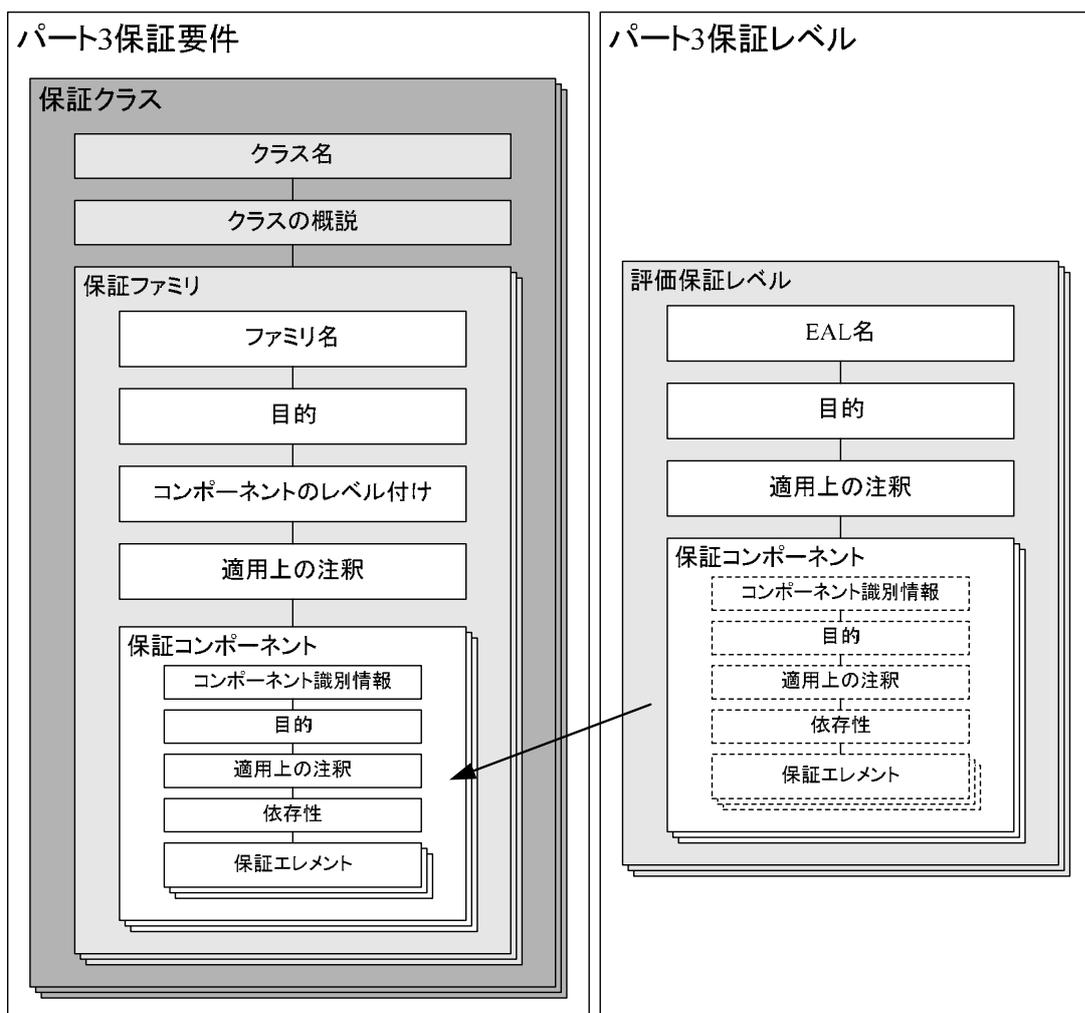 パート3保証要件
保証クラス
クラス名
クラスの概説
保証ファミリ
ファミリ名
目的
コンポーネントのレベル付け
適用上の注釈
保証コンポーネント
コンポーネント識別情報
目的
適用上の注釈
依存性
保証エレメント
パート3保証レベル
評価保証レベル
EAL名
目的
適用上の注釈
保証コンポーネント
コンポーネント識別情報
目的
適用上の注釈
依存性
保証エレメント